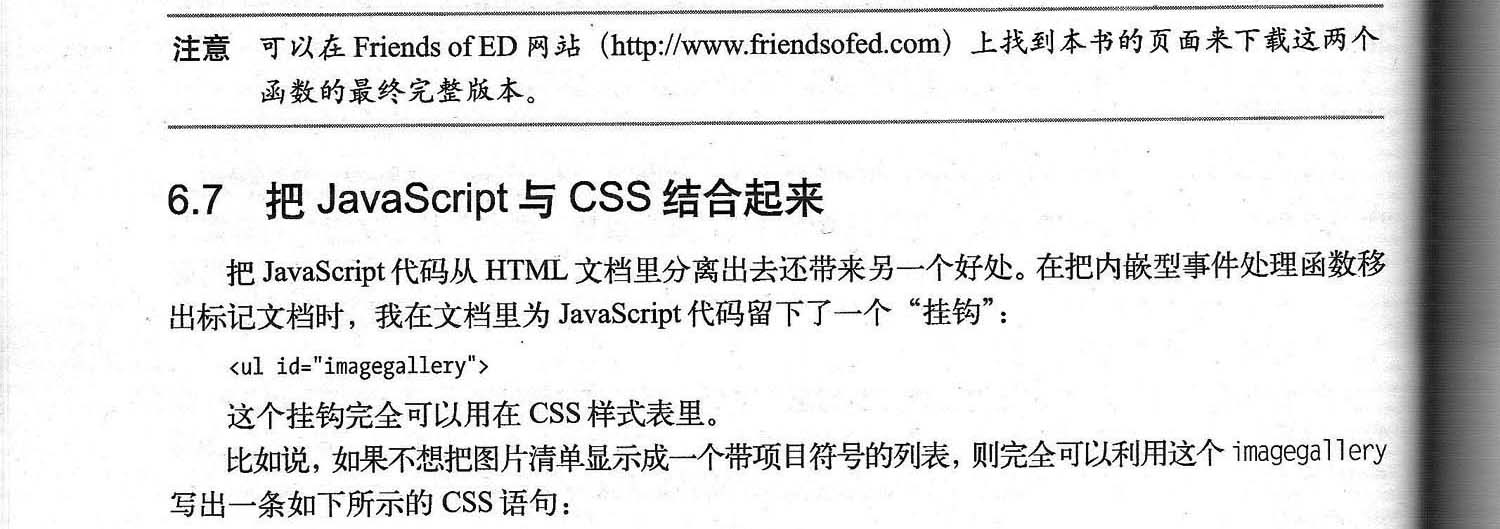 注意 可以在 Friends of ED 网站（http://www.friendsofed.com）上找到本书的页面来下载这两个
函数的最终完整版本。
6.7 把 JavaScript 与 CSS 结合起来
把 JavaScript 代码从 HTML 文档里分离出去还带来另一个好处。在把内嵌型事件处理函数移
出标记文档时，我在文档里为 JavaScript 代码留下了一个“挂钩”：
<ul id="imagegallery">
这个挂钩完全可以用在 CSS 样式表里。
比如说，如果不想把图片清单显示成一个带项目符号的列表，则完全可以利用这个 imagegallery
写出一条如下所示的 CSS 语句：